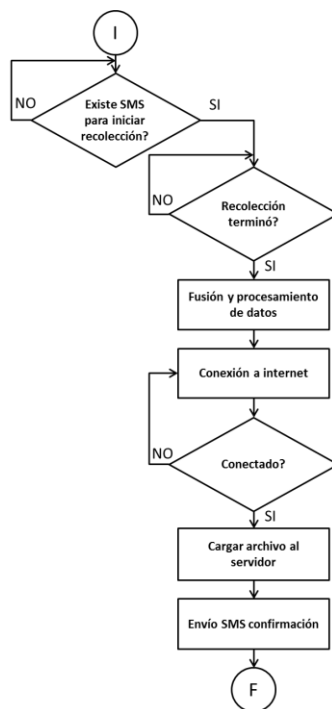 I
Existe SMS
para iniciar
recolección?
NO
SI
Recolección
terminó?
NO
SI
Fusión y procesamiento
de datos
Conexión a internet
Conectado?
NO
SI
Cargar archivo al
servidor
Envío SMS confirmación
F